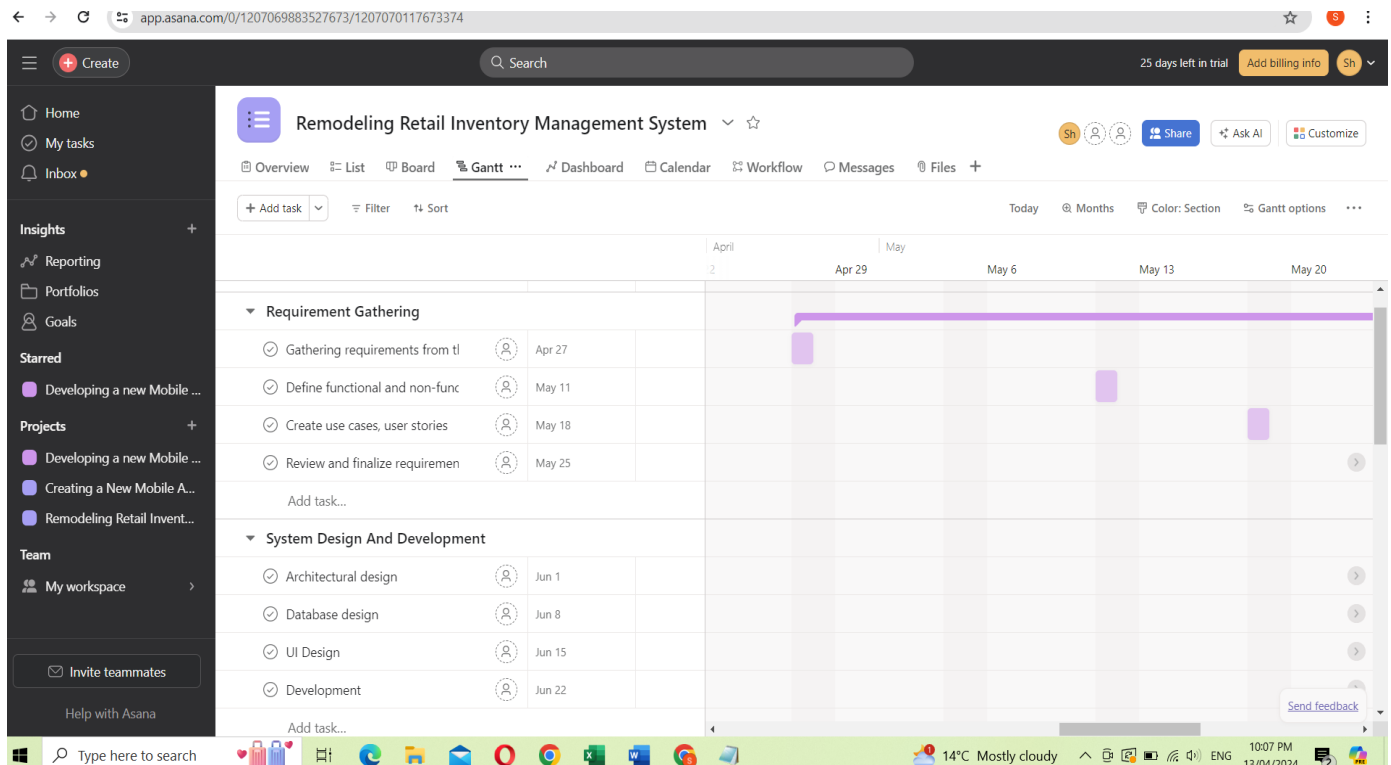 app.asana.com/0/1207069883527673/1207070117673374
S
Create
Search
25 days left in trial
Add billing info
Sh
Home
My tasks
Inbox
Insights
Reporting
Portfolios
Goals
Starred
Developing a new Mobile ...
Projects
Developing a new Mobile ...
Creating a New Mobile A...
Remodeling Retail Invent...
Team
My workspace
Invite teammates
Help with Asana
Remodeling Retail Inventory Management System
Sh
Share
Ask AI
Customize
Overview List Board Gantt ... Dashboard Calendar Workflow Messages Files
+ Add task Filter Sort
Today Months Color: Section Gantt options ...
April May
2 Apr 29 May 6 May 13 May 20
Requirement Gathering
Gathering requirements from tl Apr 27
Define functional and non-func May 11
Create use cases, user stories May 18
Review and finalize requiremen May 25
Add task...
System Design And Development
Architectural design Jun 1
Database design Jun 8
UI Design Jun 15
Development Jun 22
Add task...
Send feedback
Type here to search
14°C Mostly cloudy
ENG
10:07 PM
13/04/2024